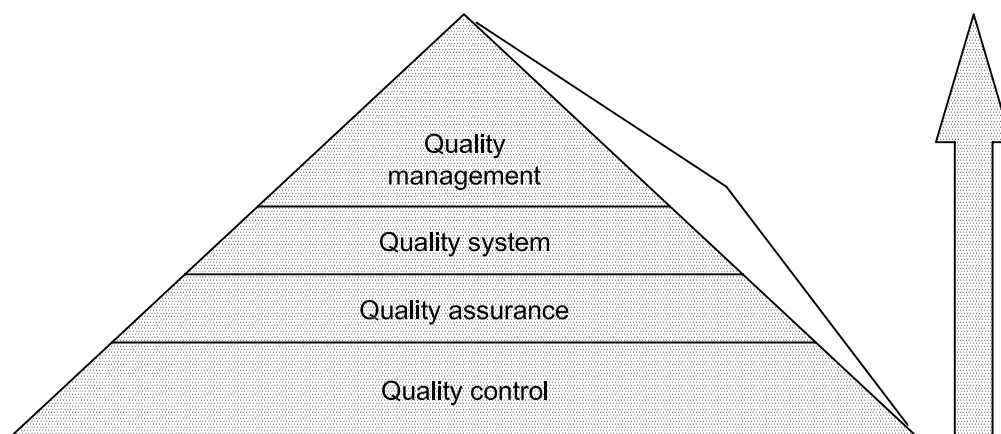 Quality
management
Quality system
Quality assurance
Quality control